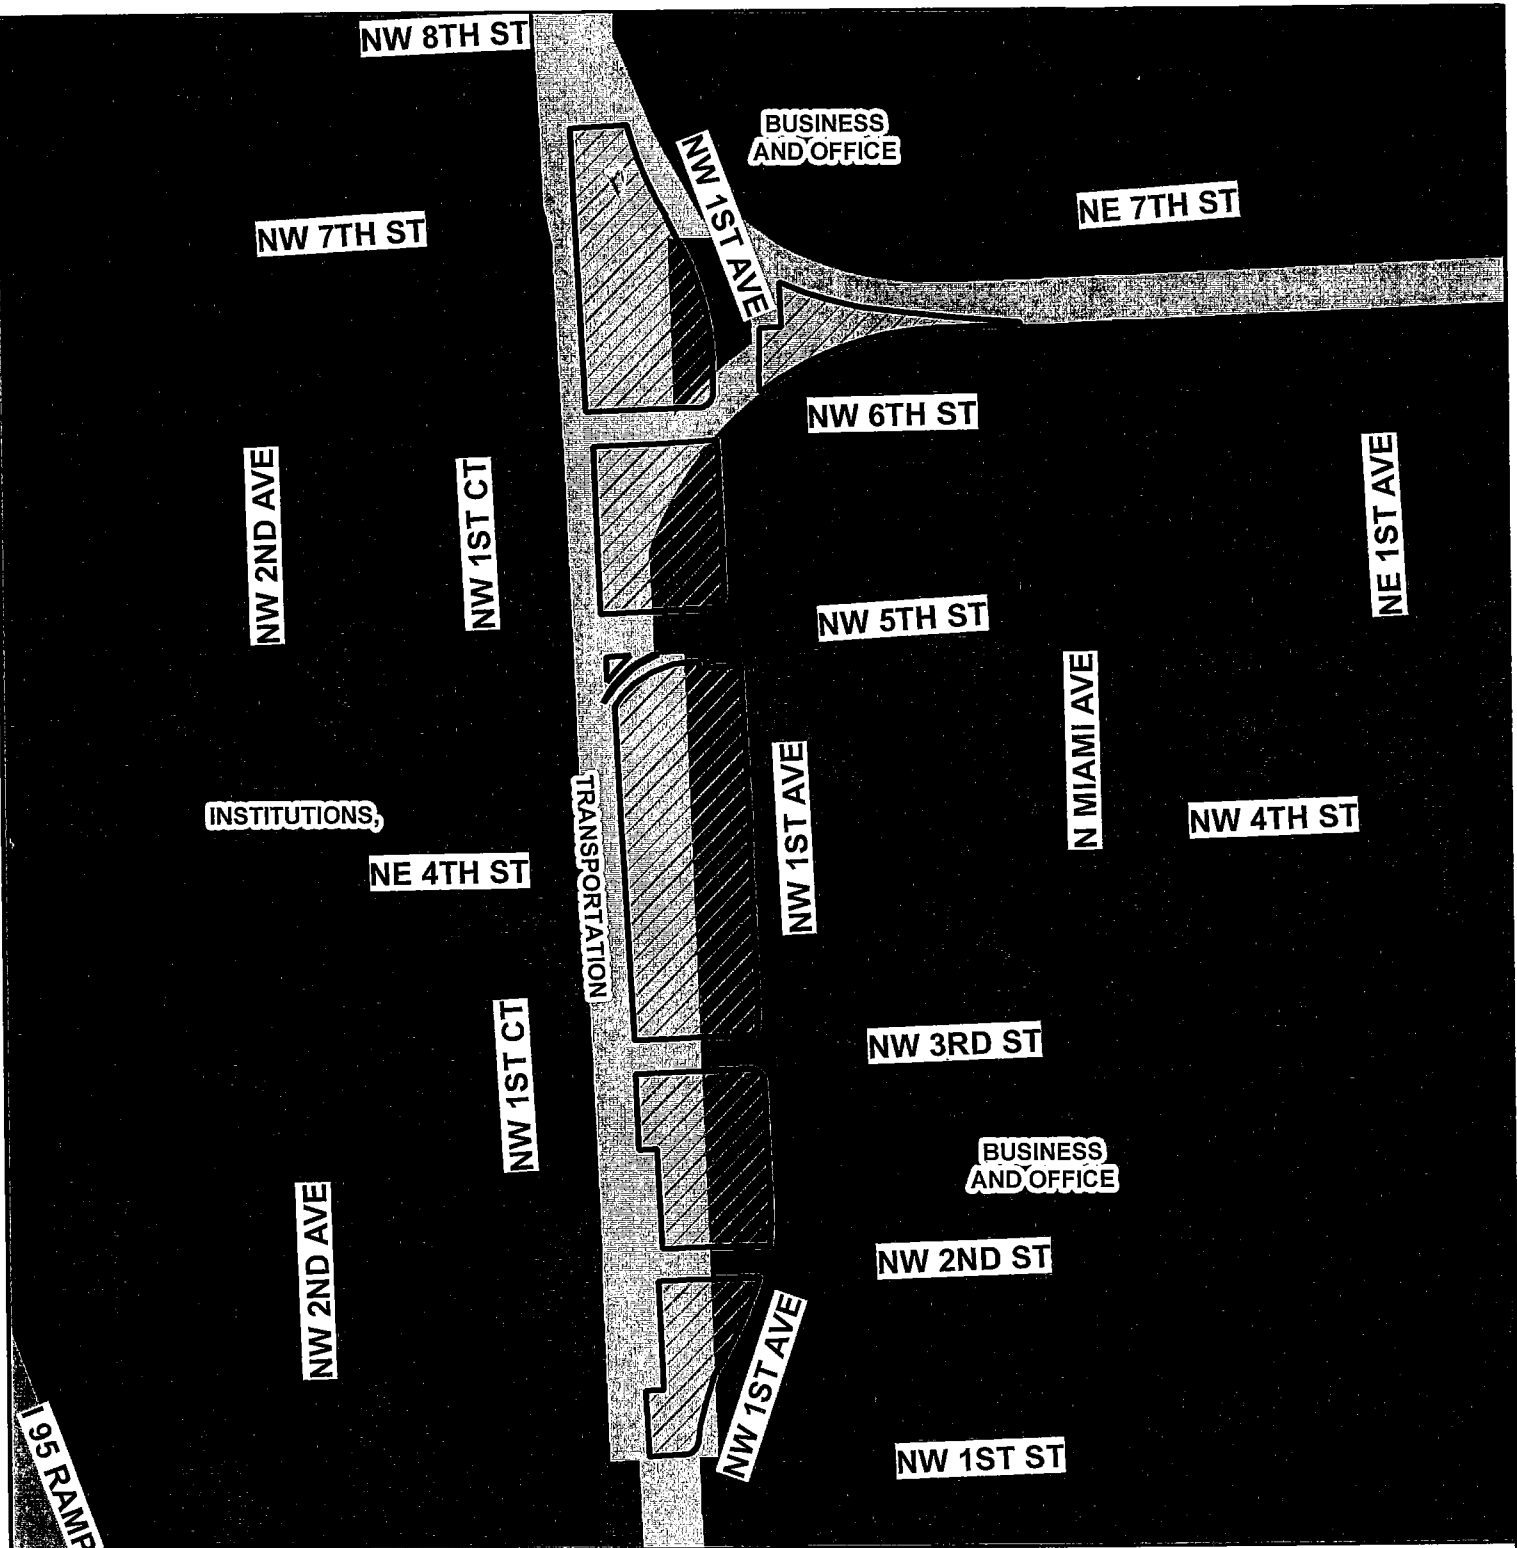 NW 8TH ST
BUSINESS
AND OFFICE
NW 1ST AVE
NE 7TH ST
NW 7TH ST
NW 6TH ST
NW 2ND AVE
NW 1ST CT
NE 1ST AVE
NW 5TH ST
N MIAMI AVE
NW 1ST AVE
TRANSPORTATION
INSTITUTIONS,
NW 4TH ST
NE 4TH ST
NW 1ST CT
NW 3RD ST
BUSINESS
AND OFFICE
NW 2ND AVE
NW 2ND ST
NW 1ST AVE
I 95 RAMP
NW 1ST ST